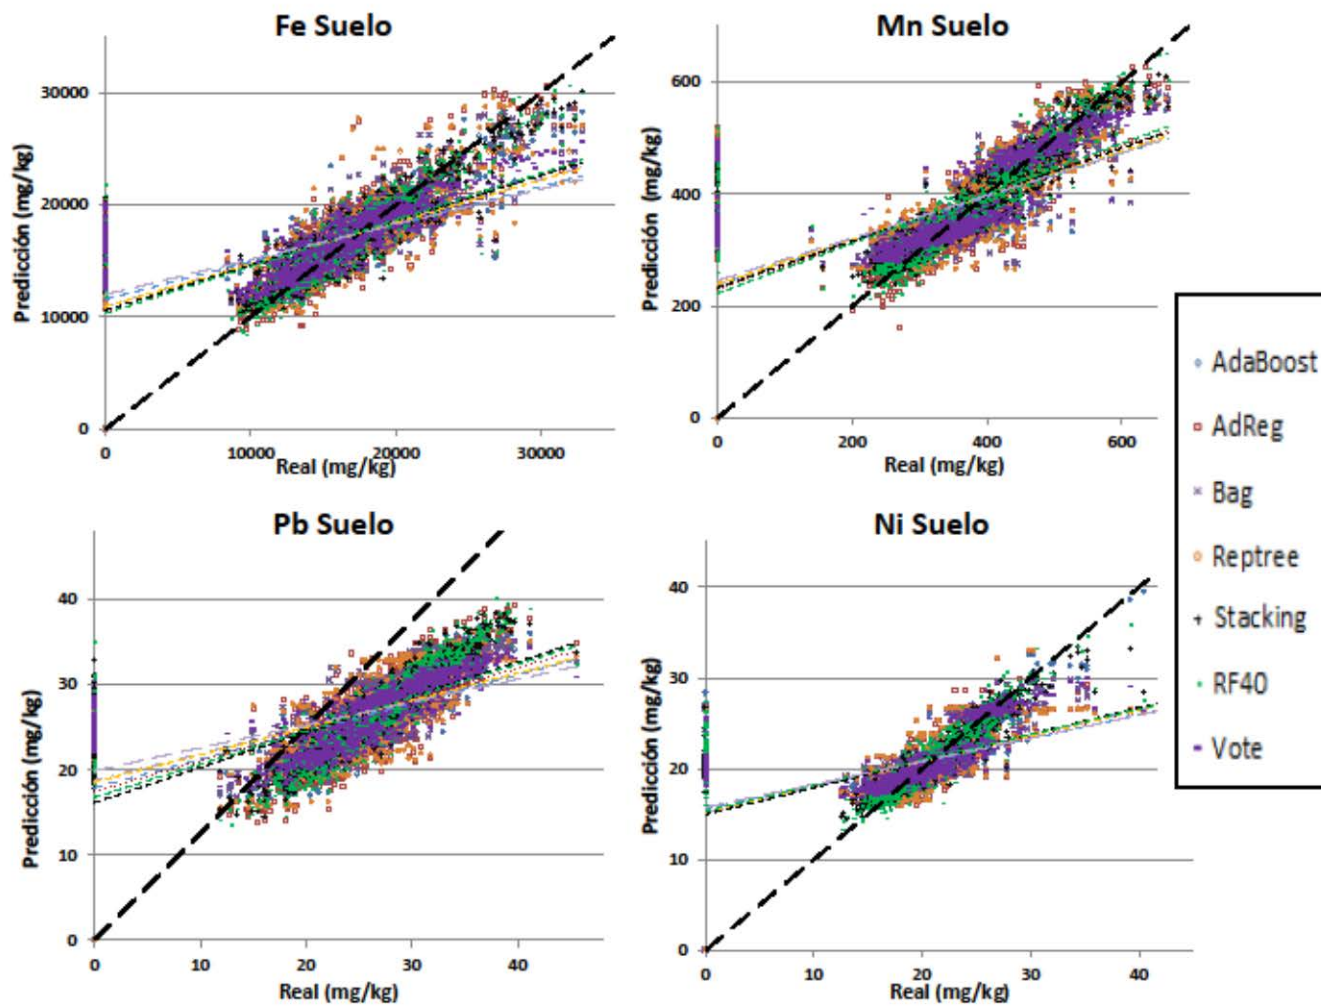 Fe Suelo
Predicción (mg/kg)
30000
20000
10000
0
0 10000 20000 30000
Real (mg/kg)
Mn Suelo
Predicción (mg/kg)
600
400
200
0
0 200 400 600
Real (mg/kg)
Pb Suelo
Predicción (mg/kg)
40
30
20
10
0
0 10 20 30 40
Real (mg/kg)
Ni Suelo
Predicción (mg/kg)
40
30
20
10
0
0 10 20 30 40
Real (mg/kg)
AdaBoost
AdReg
Bag
Reptree
Stacking
RF40
Vote